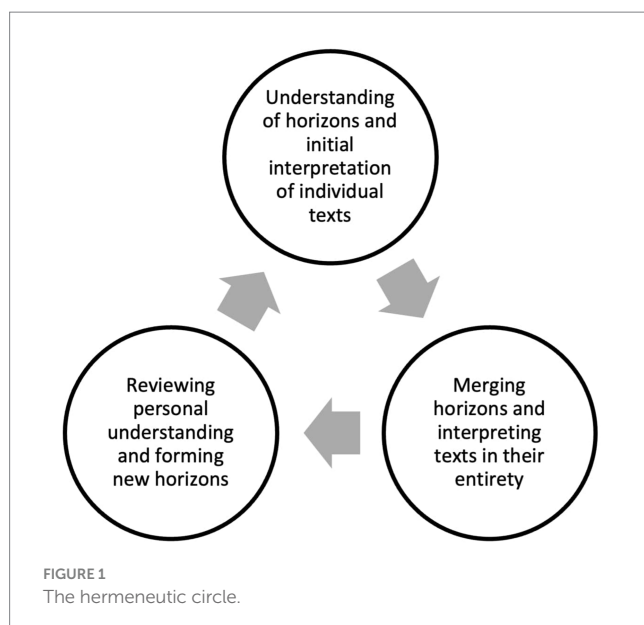 Understanding
of horizons and
initial
interpretation
of individual
texts
Merging
horizons and
interpreting
texts in their
entirety
Reviewing
personal
understanding
and forming
new horizons
FIGURE 1
The hermeneutic circle.